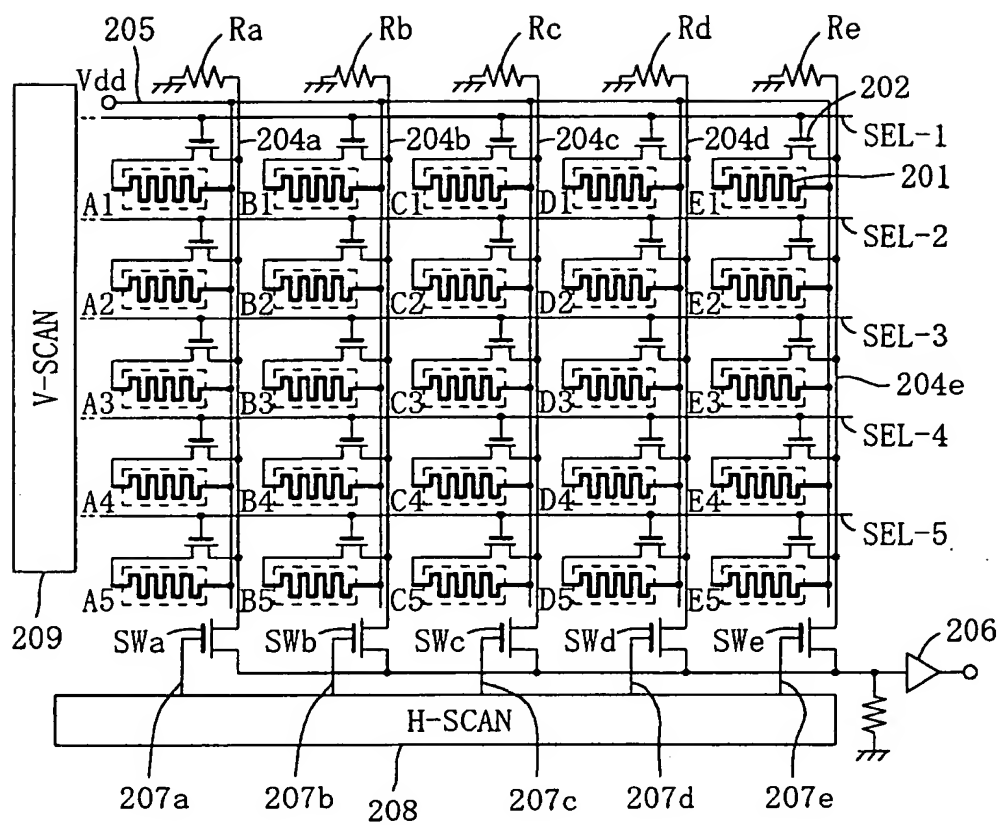 205 Ra Rb Rc Rd Re
Vdd 202
204a 204b 204c 204d SEL-1
201
A1 B1 C1 D1 E1
SEL-2
A2 B2 C2 D2 E2
SEL-3
V-SCAN
A3 B3 C3 D3 E3 204e
SEL-4
A4 B4 C4 D4 E4
SEL-5
A5 B5 C5 D5 E5
209 SWa SWb SWc SWd SWe 206
H-SCAN
207a 207b 208 207c 207d 207e